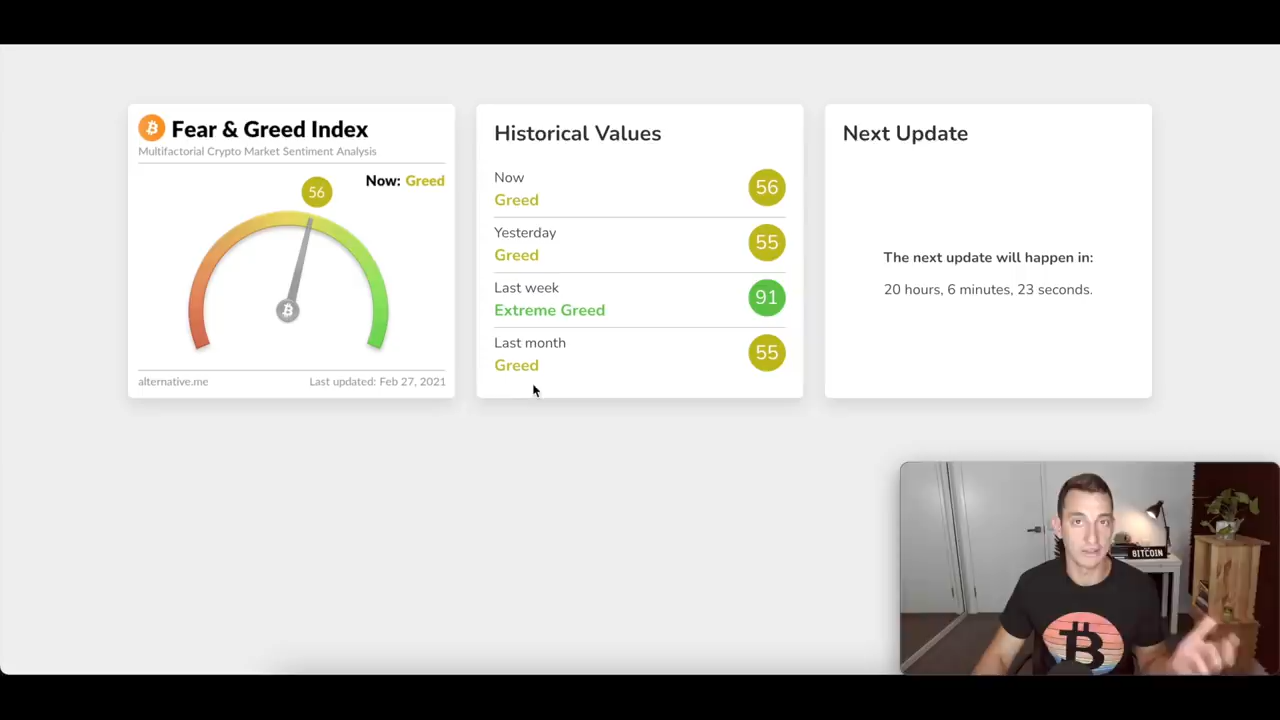 Fear & Greed Index
Multifactorial Crypto Market Sentiment Analysis
Now: Greed
56
alternative.me
Last updated: Feb 27, 2021
Historical Values
Now
Greed
56
Yesterday
Greed
55
Last week
Extreme Greed
91
Last month
Greed
55
Next Update
The next update will happen in:
20 hours, 6 minutes, 23 seconds.
BITCOIN